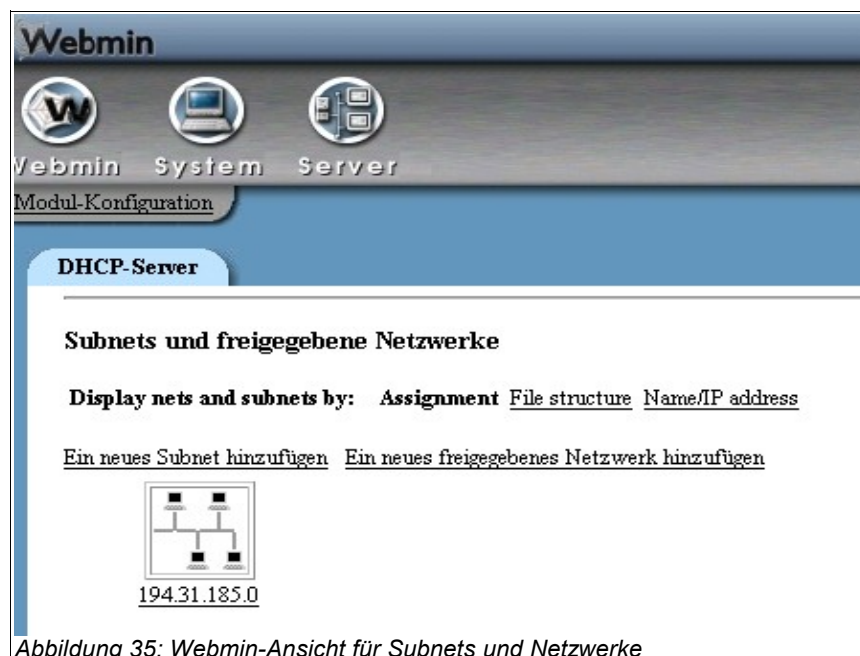 Webmin
Webmin System Server
Modul-Konfiguration
DHCP-Server
Subnets und freigegebene Netzwerke
Display nets and subnets by: Assignment File structure Name/IP address
Ein neues Subnet hinzufügen Ein neues freigegebenes Netzwerk hinzufügen
194.31.185.0
Abbildung 35: Webmin-Ansicht für Subnets und Netzwerke